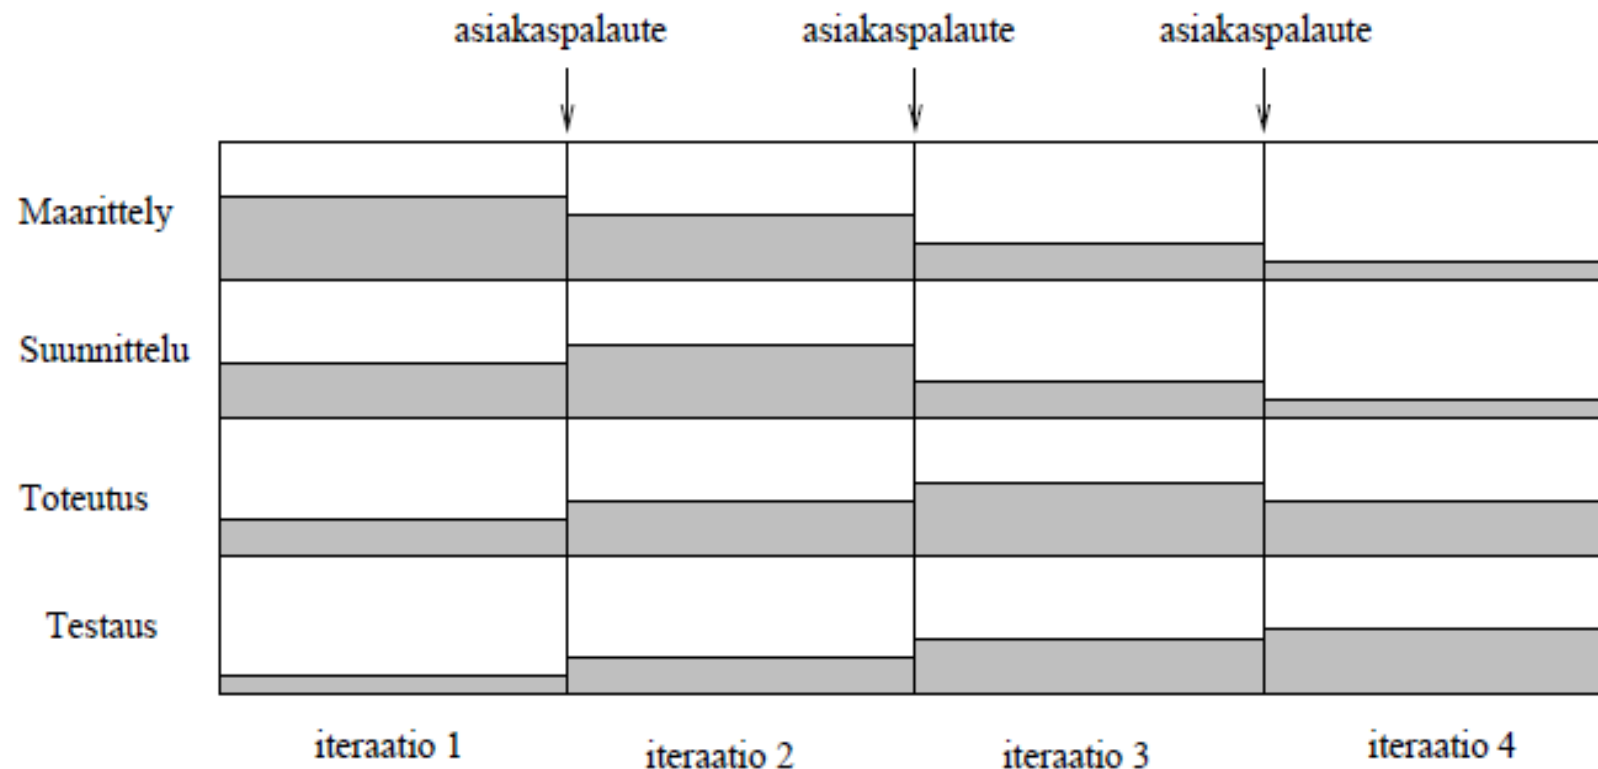 asiakaspalaute asiakaspalaute asiakaspalaute
Maarittely
Suunnittelu
Toteutus
Testaus
iteraatio 1 iteraatio 2 iteraatio 3 iteraatio 4